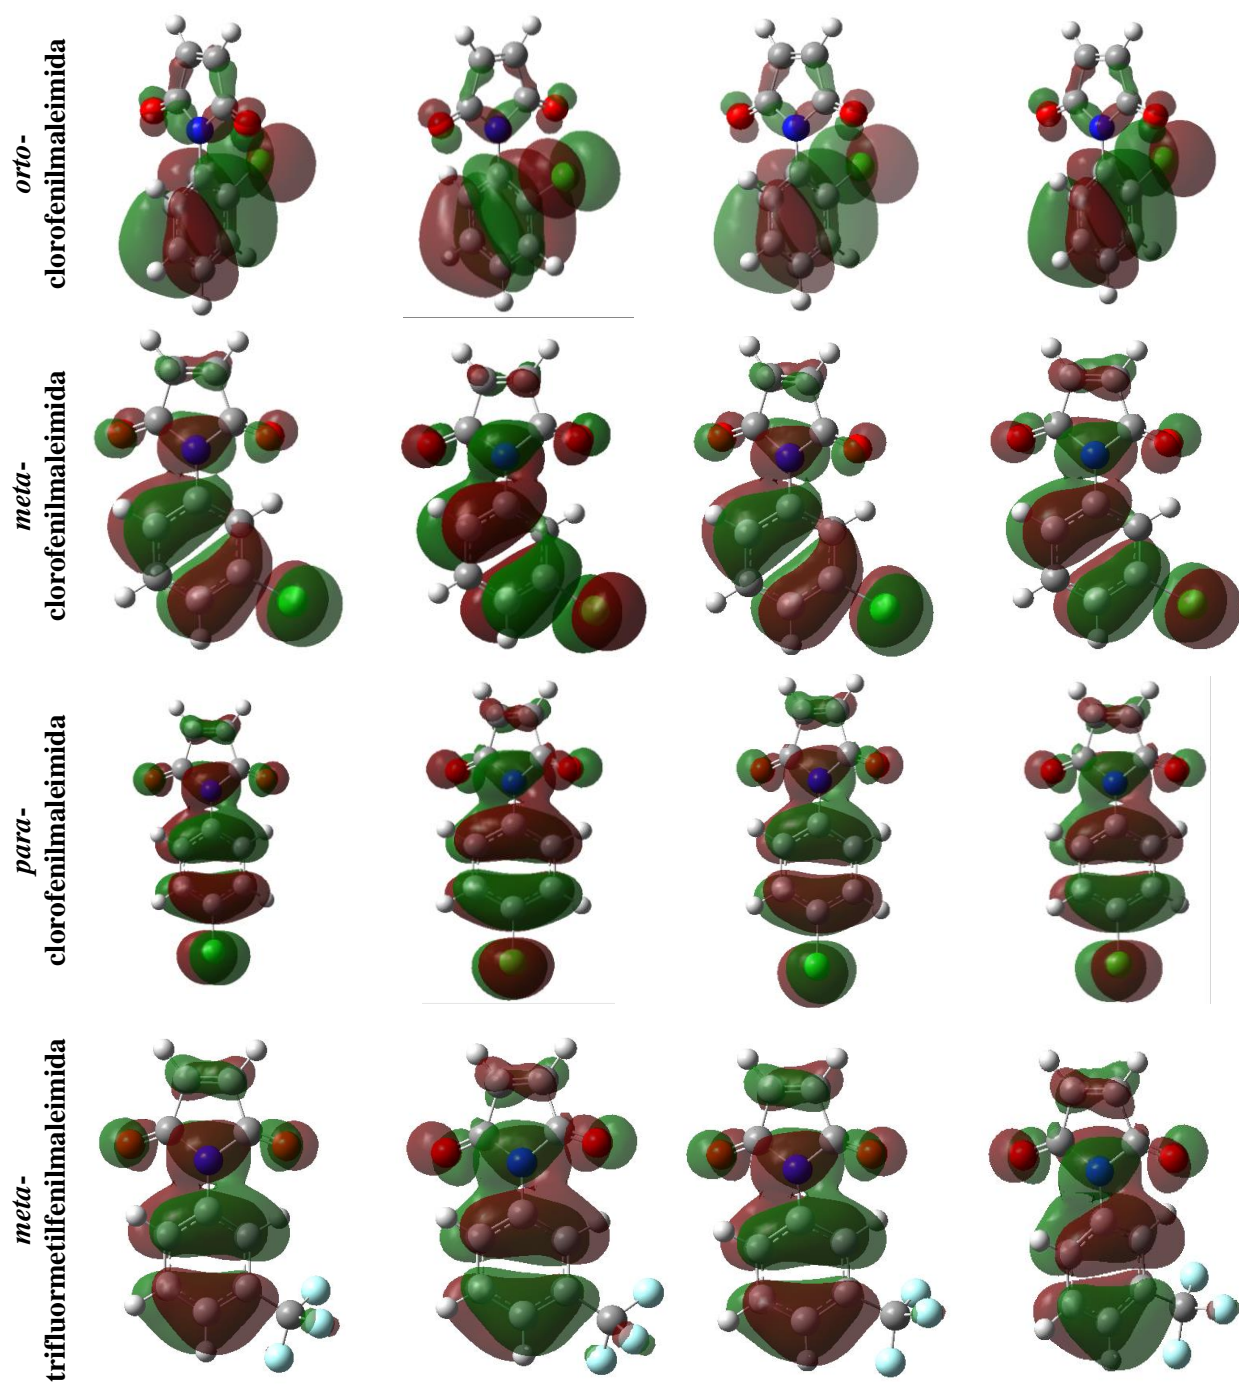 orto-
clorofenilmaleimida
meta-
clorofenilmaleimida
para-
clorofenilmaleimida
meta-
trifluormetilfenilmaleimida